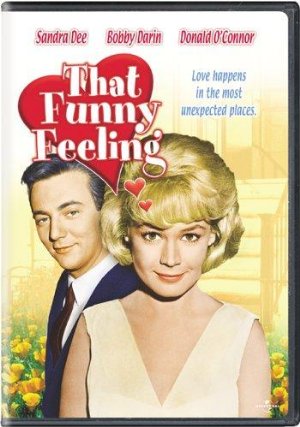 Sandra Dee Bobby Darin Donald O'Connor
That
Funny
Feeling
Love happens
in the most
unexpected places.